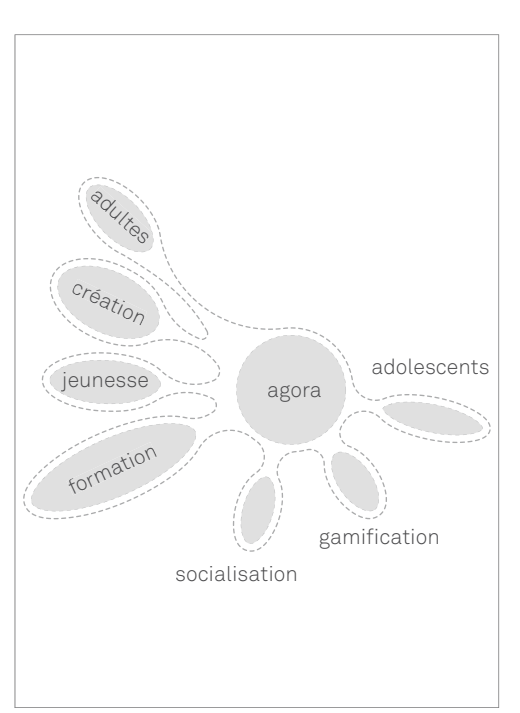 adultes
création
adolescents
jeunesse
agora
formation
gamification
socialisation